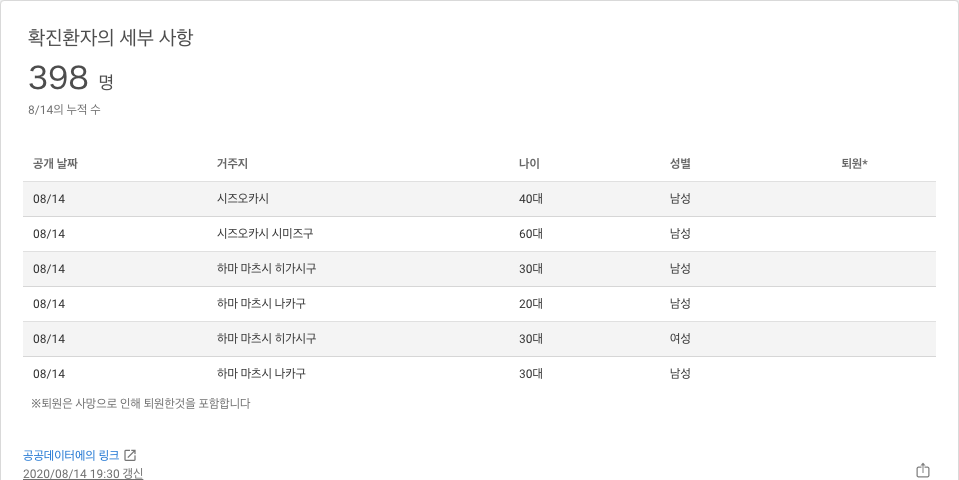 확진환자의 세부 사항
398 명
8/14의 누적 수
공개 날짜 거주지 나이 성별 퇴원*
08/14 시즈오카시 40대 남성
08/14 시즈오카시 시미즈구 60대 남성
08/14 하마 마츠시 히가시구 30대 남성
08/14 하마 마츠시 나카구 20대 남성
08/14 하마 마츠시 히가시구 30대 여성
08/14 하마 마츠시 나카구 30대 남성
※퇴원은 사망으로 인해 퇴원한것을 포함합니다
공공데이터에의 링크
2020/08/14 19:30 갱신